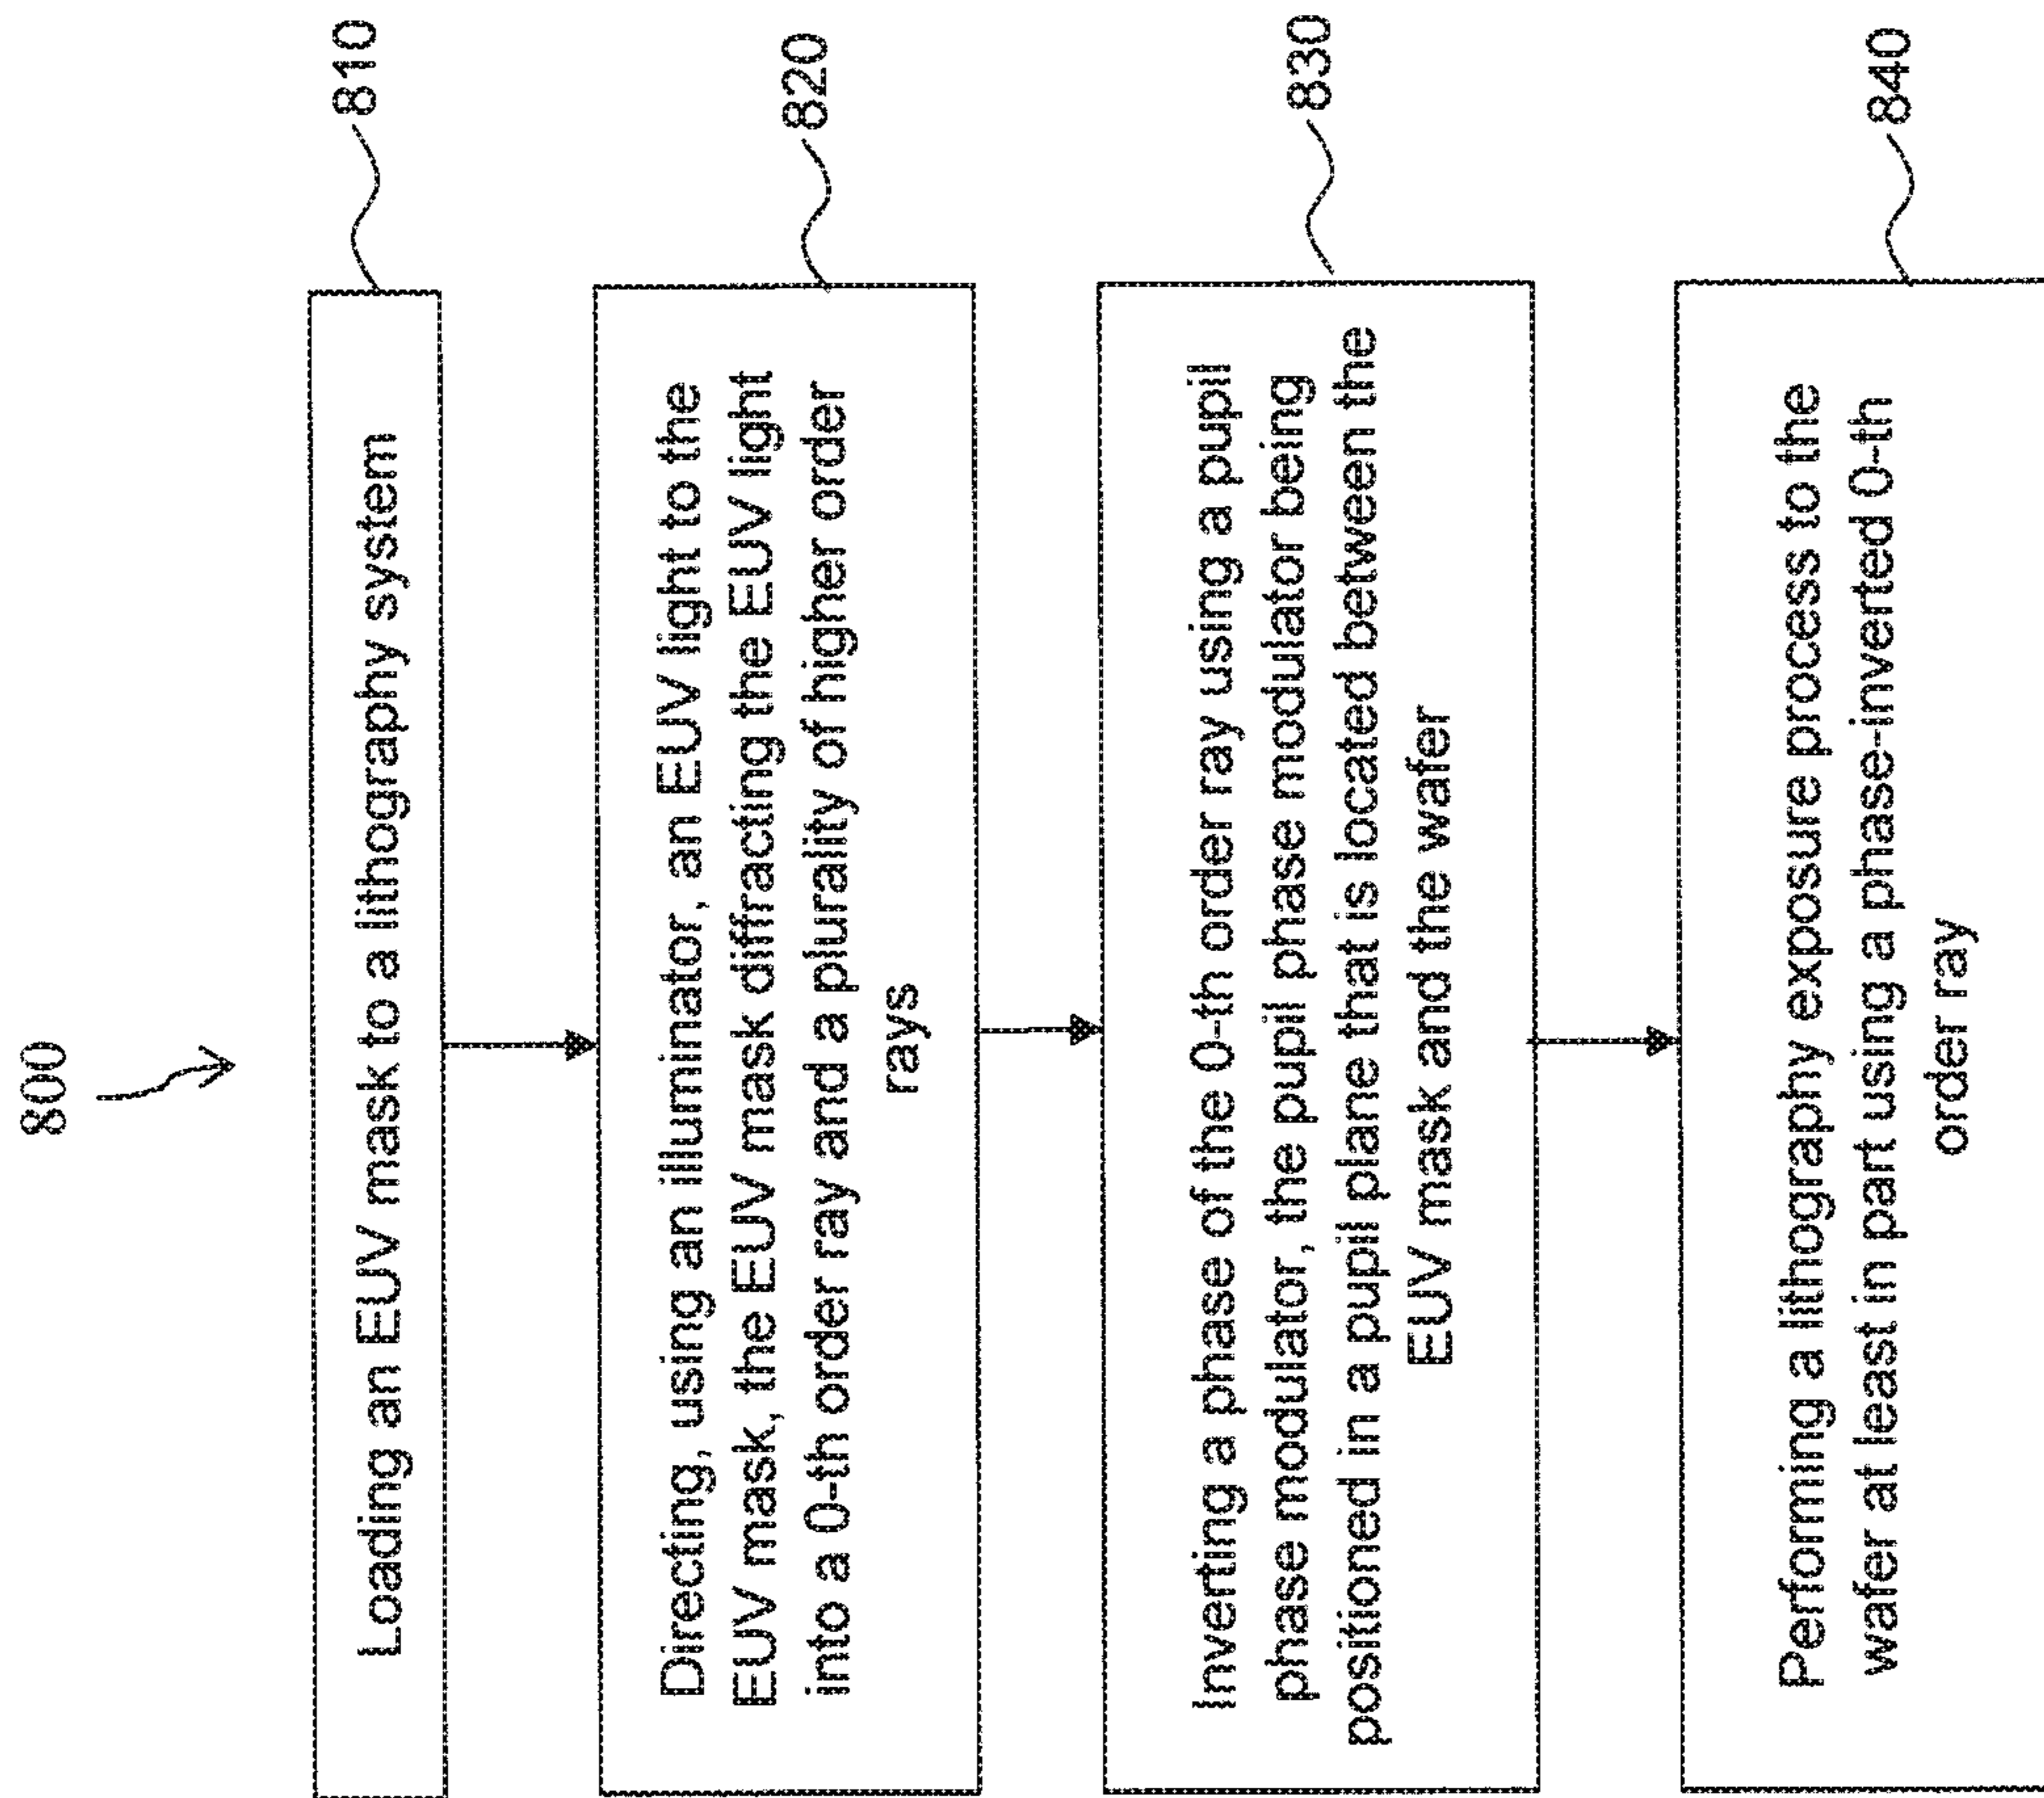 800
Loading an EUV mask to a lithography system
810
Directing, using an illuminator, an EUV light to the
EUV mask, the EUV mask diffracting the EUV light
into a 0-th order ray and a plurality of higher order
rays
820
Inverting a phase of the 0-th order ray using a pupil
phase modulator, the pupil phase modulator being
positioned in a pupil plane that is located between the
EUV mask and the wafer
830
Performing a lithography exposure process to the
wafer at least in part using a phase-inverted 0-th
order ray
840